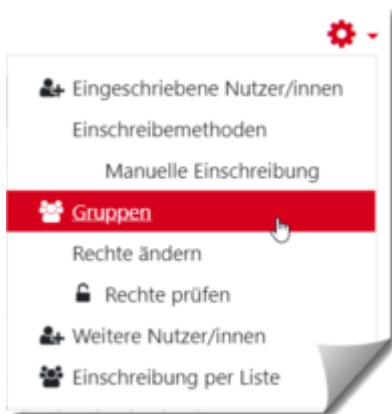 Eingeschriebene Nutzer/innen
Einschreibemethoden
Manuelle Einschreibung
Gruppen
Rechte ändern
Rechte prüfen
Weitere Nutzer/innen
Einschreibung per Liste